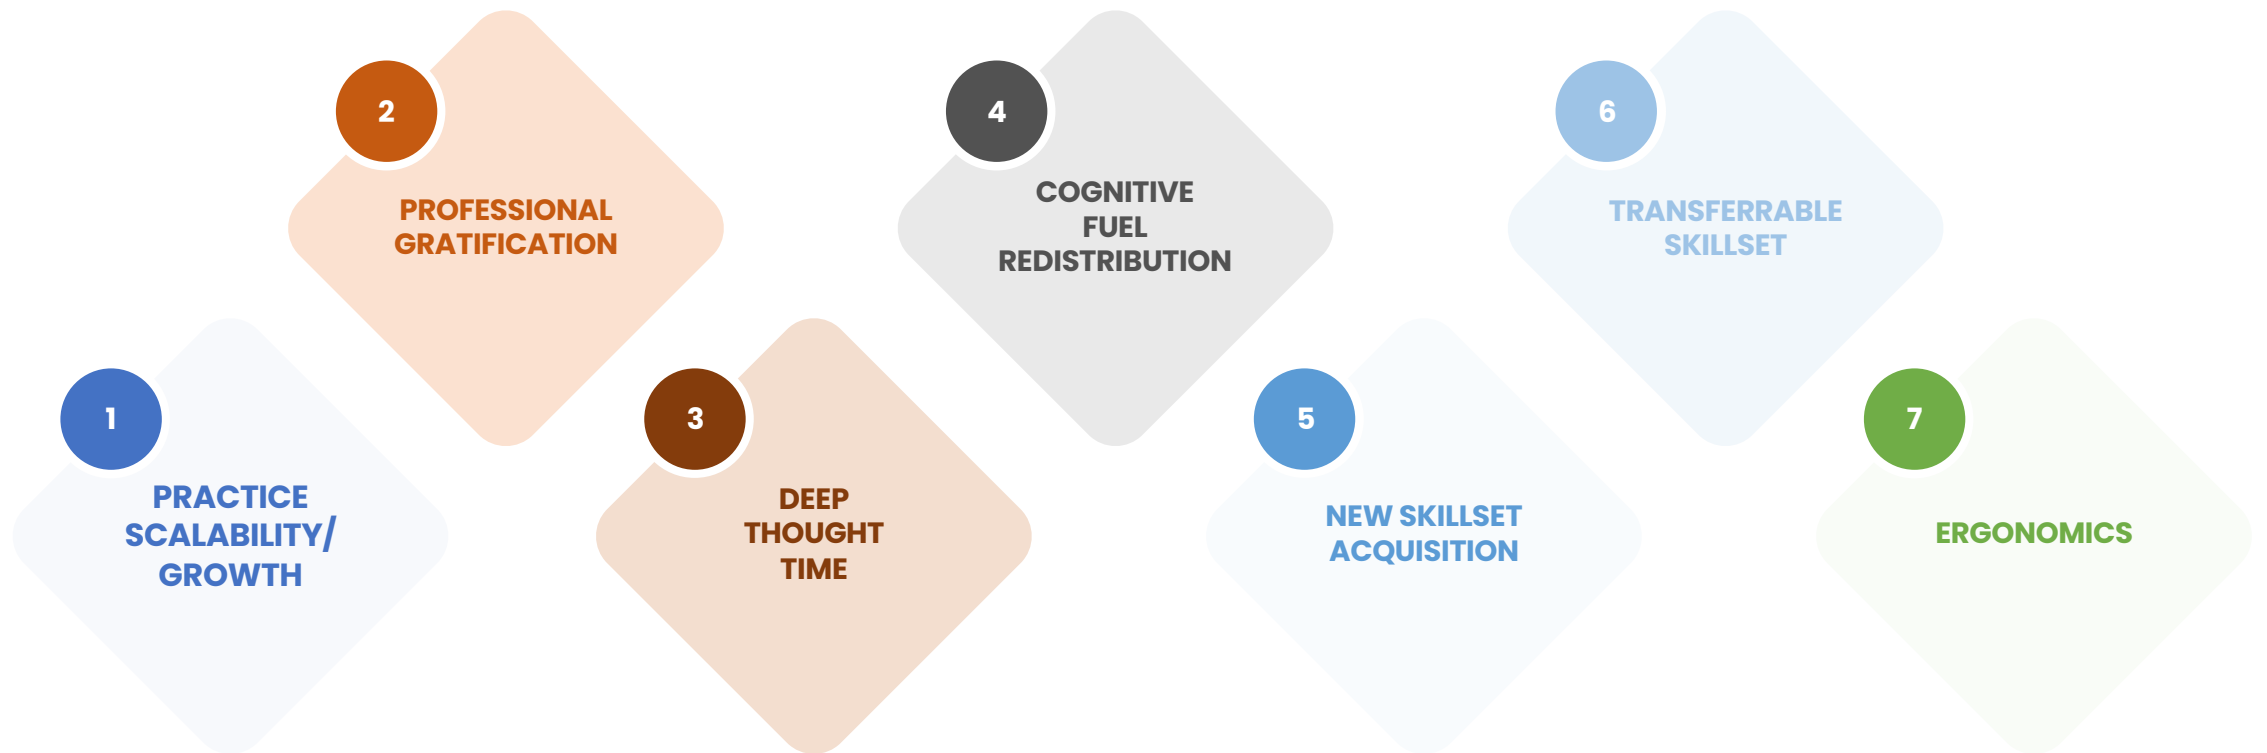 1
PRACTICE
SCALABILITY/
GROWTH
2
PROFESSIONAL
GRATIFICATION
3
DEEP
THOUGHT
TIME
4
COGNITIVE
FUEL
REDISTRIBUTION
5
NEW SKILLSET
ACQUISITION
6
TRANSFERRABLE
SKILLSET
7
ERGONOMICS